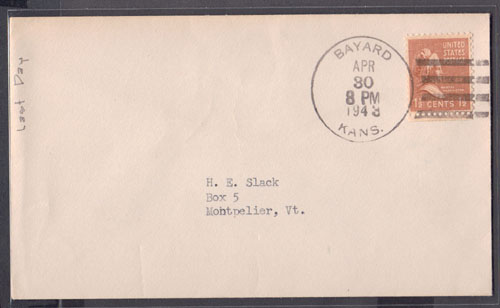 Last Day
BAYARD
APR
30
8 PM
1943
KANS.
UNITED
STATES
1½ CENTS 1½
H. E. Slack
Box 5
Montpelier, Vt.